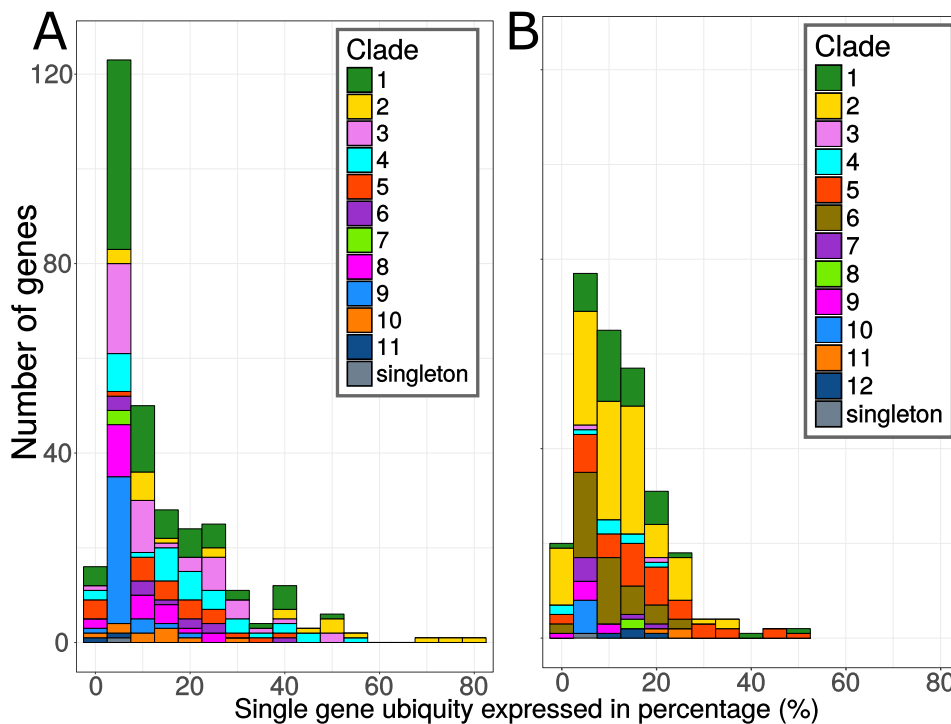 A
B
Number of genes
120
80
40
0
Clade
1
2
3
4
5
6
7
8
9
10
11
singleton
Clade
1
2
3
4
5
6
7
8
9
10
11
12
singleton
0 20 40 60 80
0 20 40 60 80
Single gene ubiquity expressed in percentage (%)